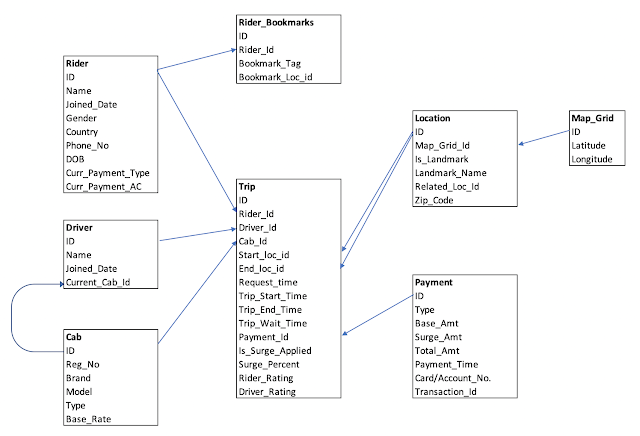 Rider_Bookmarks
ID
Rider_Id
Bookmark_Tag
Bookmark_Loc_id
Rider
ID
Name
Joined_Date
Gender
Country
Phone_No
DOB
Curr_Payment_Type
Curr_Payment_AC
Location
ID
Map_Grid_Id
Is_Landmark
Landmark_Name
Related_Loc_Id
Zip_Code
Map_Grid
ID
Latitude
Longitude
Trip
ID
Rider_Id
Driver_Id
Cab_Id
Start_loc_id
End_loc_id
Request_time
Trip_Start_Time
Trip_End_Time
Trip_Wait_Time
Payment_Id
Is_Surge_Applied
Surge_Percent
Rider_Rating
Driver_Rating
Driver
ID
Name
Joined_Date
Current_Cab_Id
Payment
ID
Type
Base_Amt
Surge_Amt
Total_Amt
Payment_Time
Card/Account_No.
Transaction_Id
Cab
ID
Reg_No
Brand
Model
Type
Base_Rate